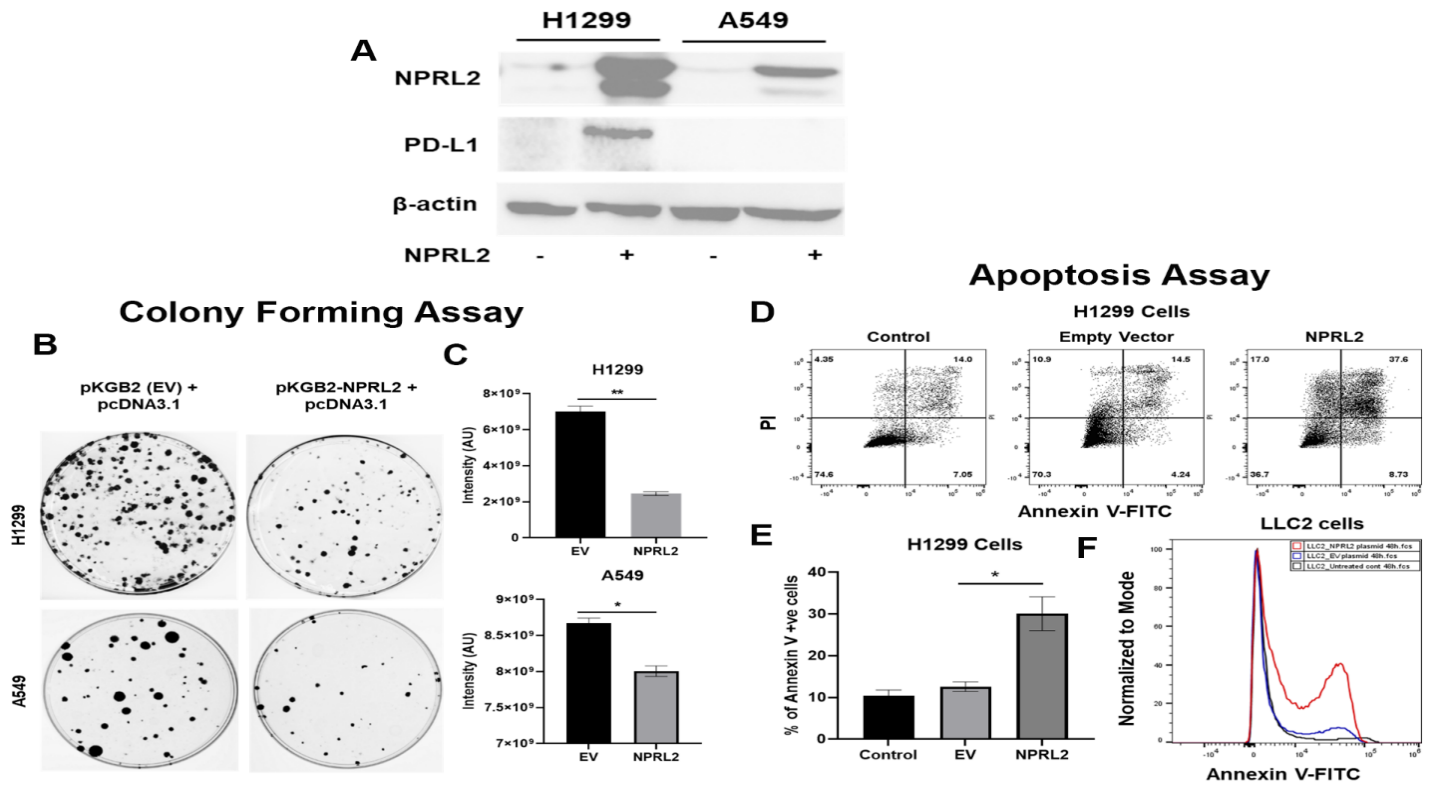 H1299 A549
A
NPRL2
PD-L1
β-actin
NPRL2 - + - +
Colony Forming Assay
B
pKGB2 (EV) +
pcDNA3.1
pKGB2-NPRL2 +
pcDNA3.1
H1299
A549
C
H1299
Intensity (AU)
8×10⁹
6×10⁹
4×10⁹
2×10⁹
0
**
EV NPRL2
A549
Intensity (AU)
9×10⁹
8.5×10⁹
8×10⁹
7.5×10⁹
7×10⁹
*
EV NPRL2
Apoptosis Assay
D
H1299 Cells
Control Empty Vector NPRL2
PI
4.35 14.0
74.6 7.05
10.9 14.5
70.3 4.24
17.0 37.6
36.7 8.73
Annexin V-FITC
E
H1299 Cells
% of Annexin V +ve cells
40
30
20
10
0
*
Control EV NPRL2
F
LLC2 cells
LLC2_NPRL2 plasmid 48h.fcs
LLC2_EV plasmid 48h.fcs
LLC2_Untreated cont 48h.fcs
Normalized to Mode
100
80
60
40
20
0
-10⁴ 0 10⁴ 10⁵ 10⁶
Annexin V-FITC